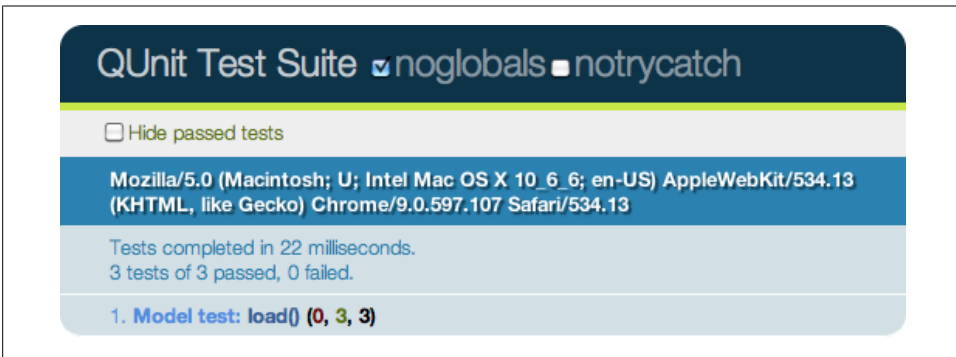 QUnit Test Suite noglobals notrycatch
Hide passed tests
Mozilla/5.0 (Macintosh; U; Intel Mac OS X 10_6_6; en-US) AppleWebKit/534.13
(KHTML, like Gecko) Chrome/9.0.597.107 Safari/534.13
Tests completed in 22 milliseconds.
3 tests of 3 passed, 0 failed.
1. Model test: load() (0, 3, 3)